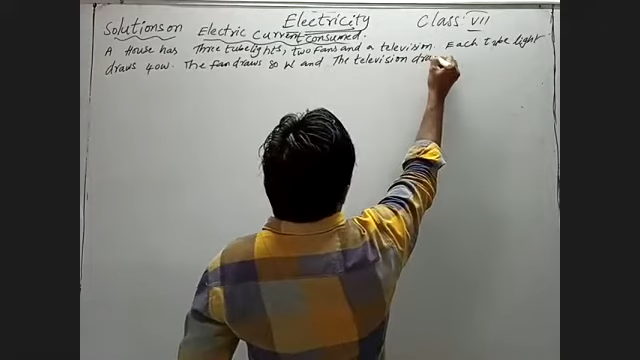 Electricity Class: VII
Solutions on Electric current consumed.
A House has Three tubelights, two Fans and a television. Each tube light
draws 40W. The fan draws 80 W and The television dra